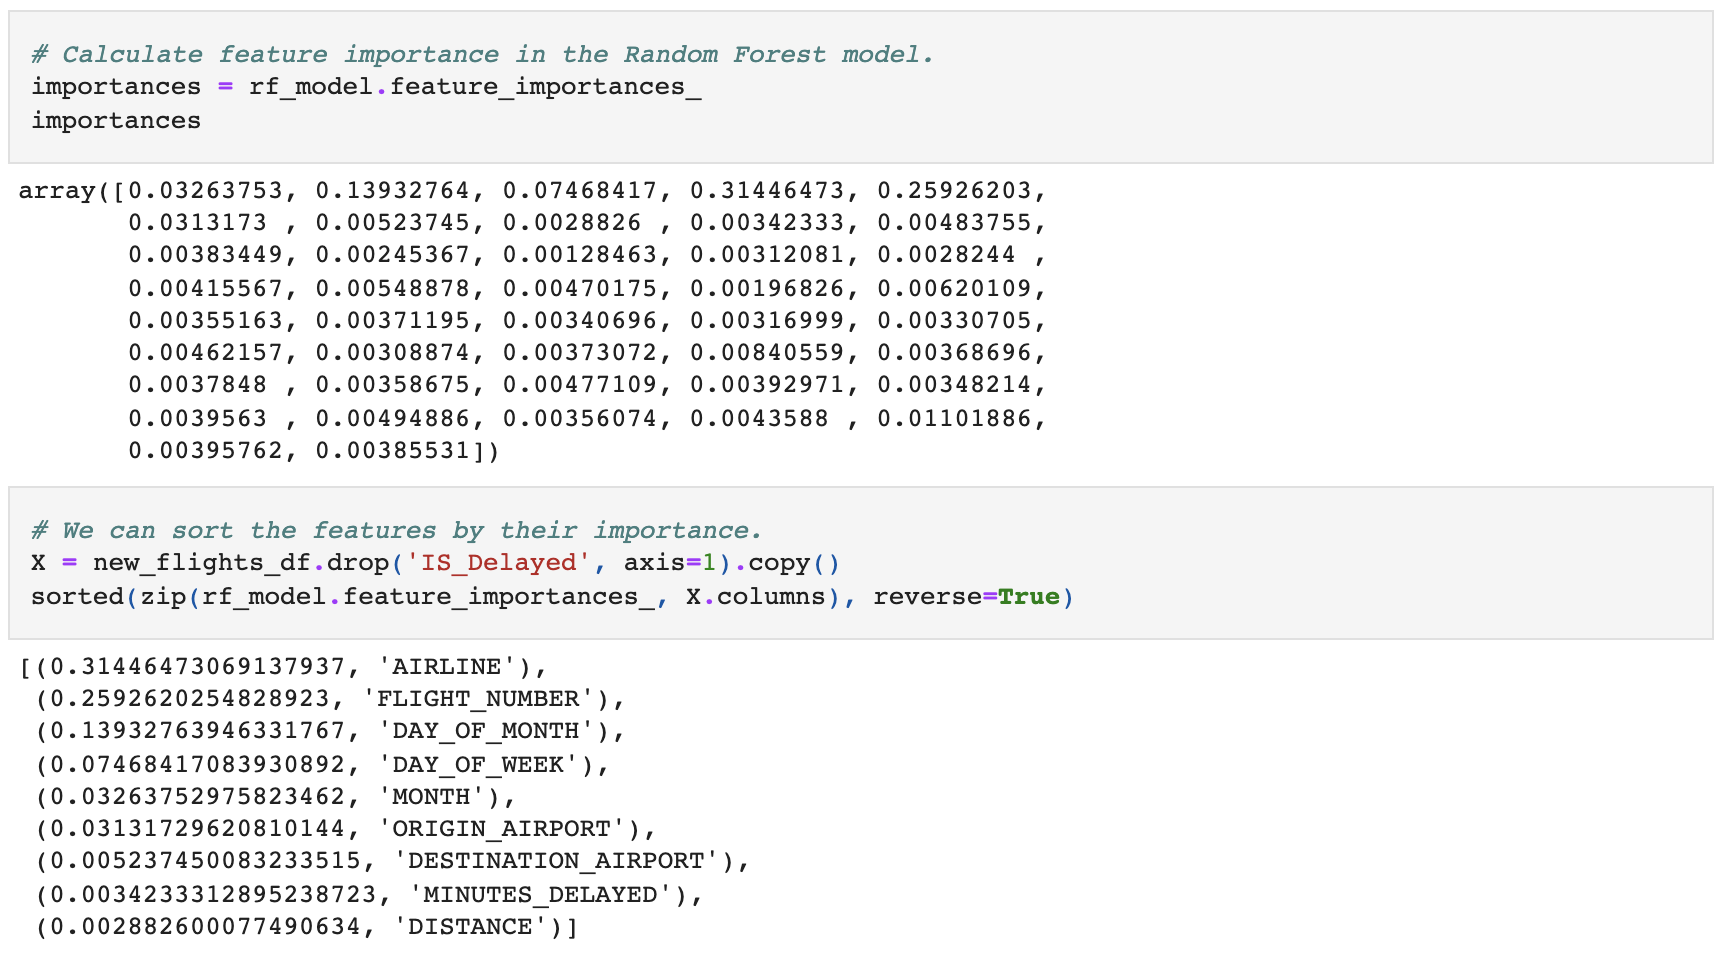 # Calculate feature importance in the Random Forest model.
importances = rf_model.feature_importances_
importances
array([0.03263753, 0.13932764, 0.07468417, 0.31446473, 0.25926203,
0.0313173 , 0.00523745, 0.0028826 , 0.00342333, 0.00483755,
0.00383449, 0.00245367, 0.00128463, 0.00312081, 0.0028244 ,
0.00415567, 0.00548878, 0.00470175, 0.00196826, 0.00620109,
0.00355163, 0.00371195, 0.00340696, 0.00316999, 0.00330705,
0.00462157, 0.00308874, 0.00373072, 0.00840559, 0.00368696,
0.0037848 , 0.00358675, 0.00477109, 0.00392971, 0.00348214,
0.0039563 , 0.00494886, 0.00356074, 0.0043588 , 0.01101886,
0.00395762, 0.00385531])
# We can sort the features by their importance.
X = new_flights_df.drop('IS_Delayed', axis=1).copy()
sorted(zip(rf_model.feature_importances_, X.columns), reverse=True)
[(0.31446473069137937, 'AIRLINE'),
(0.2592620254828923, 'FLIGHT_NUMBER'),
(0.13932763946331767, 'DAY_OF_MONTH'),
(0.07468417083930892, 'DAY_OF_WEEK'),
(0.03263752975823462, 'MONTH'),
(0.03131729620810144, 'ORIGIN_AIRPORT'),
(0.005237450083233515, 'DESTINATION_AIRPORT'),
(0.0034233312895238723, 'MINUTES_DELAYED'),
(0.002882600077490634, 'DISTANCE')]